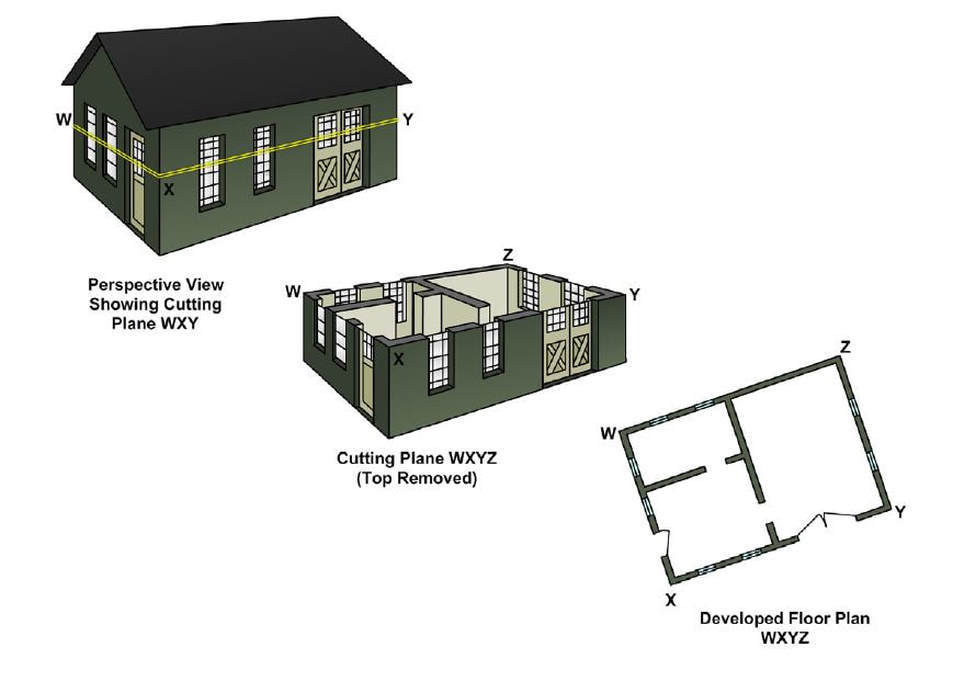 W
Y
X
Perspective View
Showing Cutting
Plane WXY
Z
W
Y
X
Cutting Plane WXYZ
(Top Removed)
Z
W
Y
X
Developed Floor Plan
WXYZ